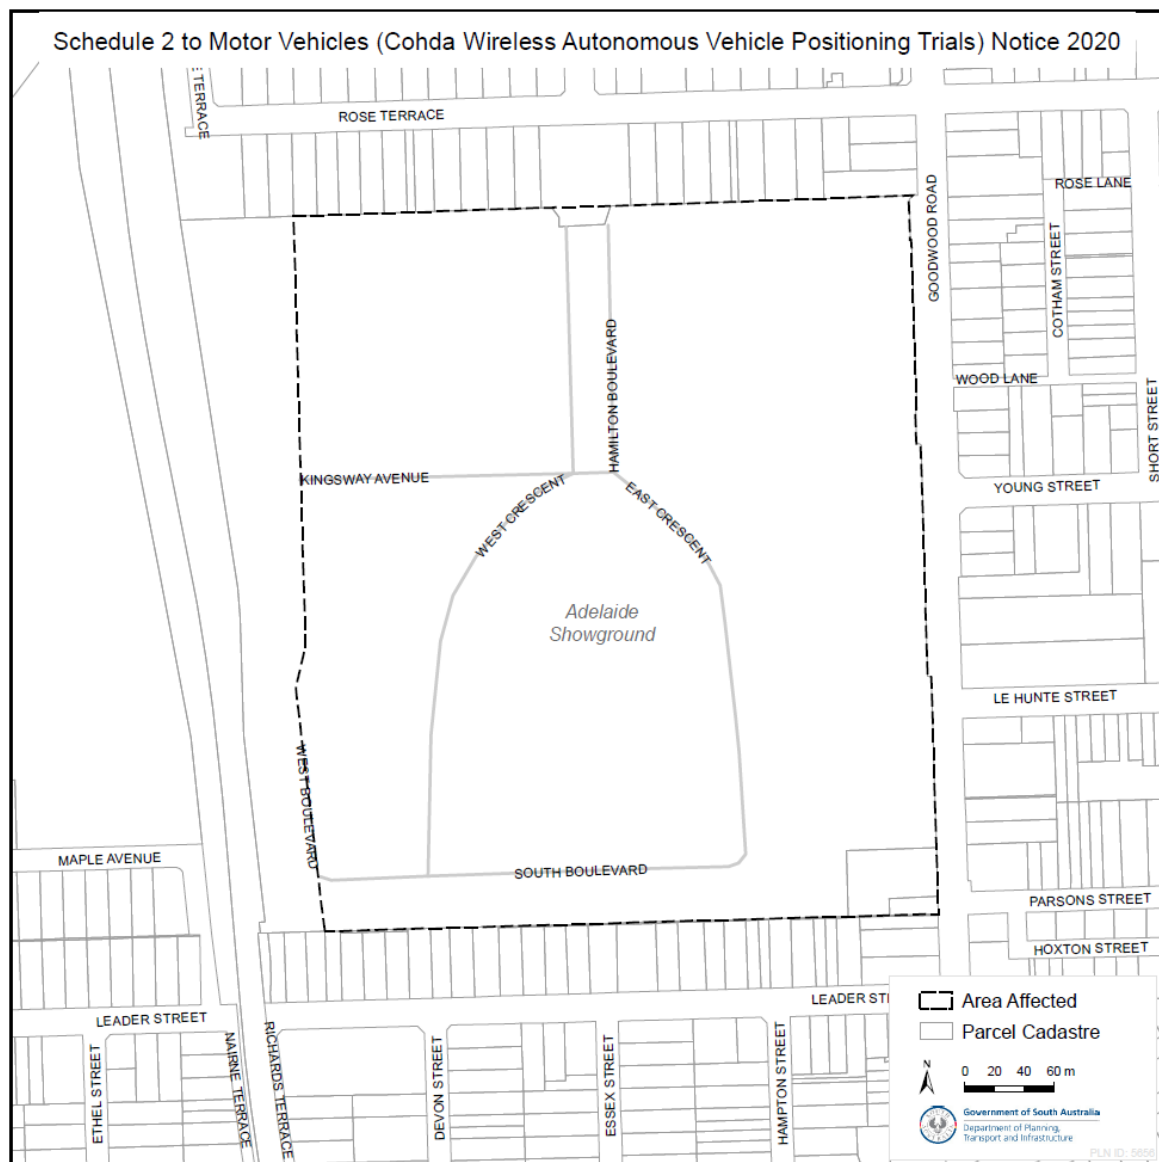 Schedule 2 to Motor Vehicles (Cohda Wireless Autonomous Vehicle Positioning Trials) Notice 2020
E TERRACE
ROSE TERRACE
GOODWOOD ROAD
ROSE LANE
COTHAM STREET
HAMILTON BOULEVARD
WOOD LANE
SHORT STREET
KINGSWAY AVENUE
WEST CRESCENT
EAST CRESCENT
YOUNG STREET
Adelaide
Showground
LE HUNTE STREET
WEST BOULEVARD
MAPLE AVENUE
SOUTH BOULEVARD
PARSONS STREET
HOXTON STREET
LEADER STREET
LEADER STR
ETHEL STREET
NAIRNE TERRACE
RICHARDS TERRACE
DEVON STREET
ESSEX STREET
HAMPTON STREET
Area Affected
Parcel Cadastre
N
0 20 40 60 m
Government of South Australia
Department of Planning,
Transport and Infrastructure
PLN ID: 5656